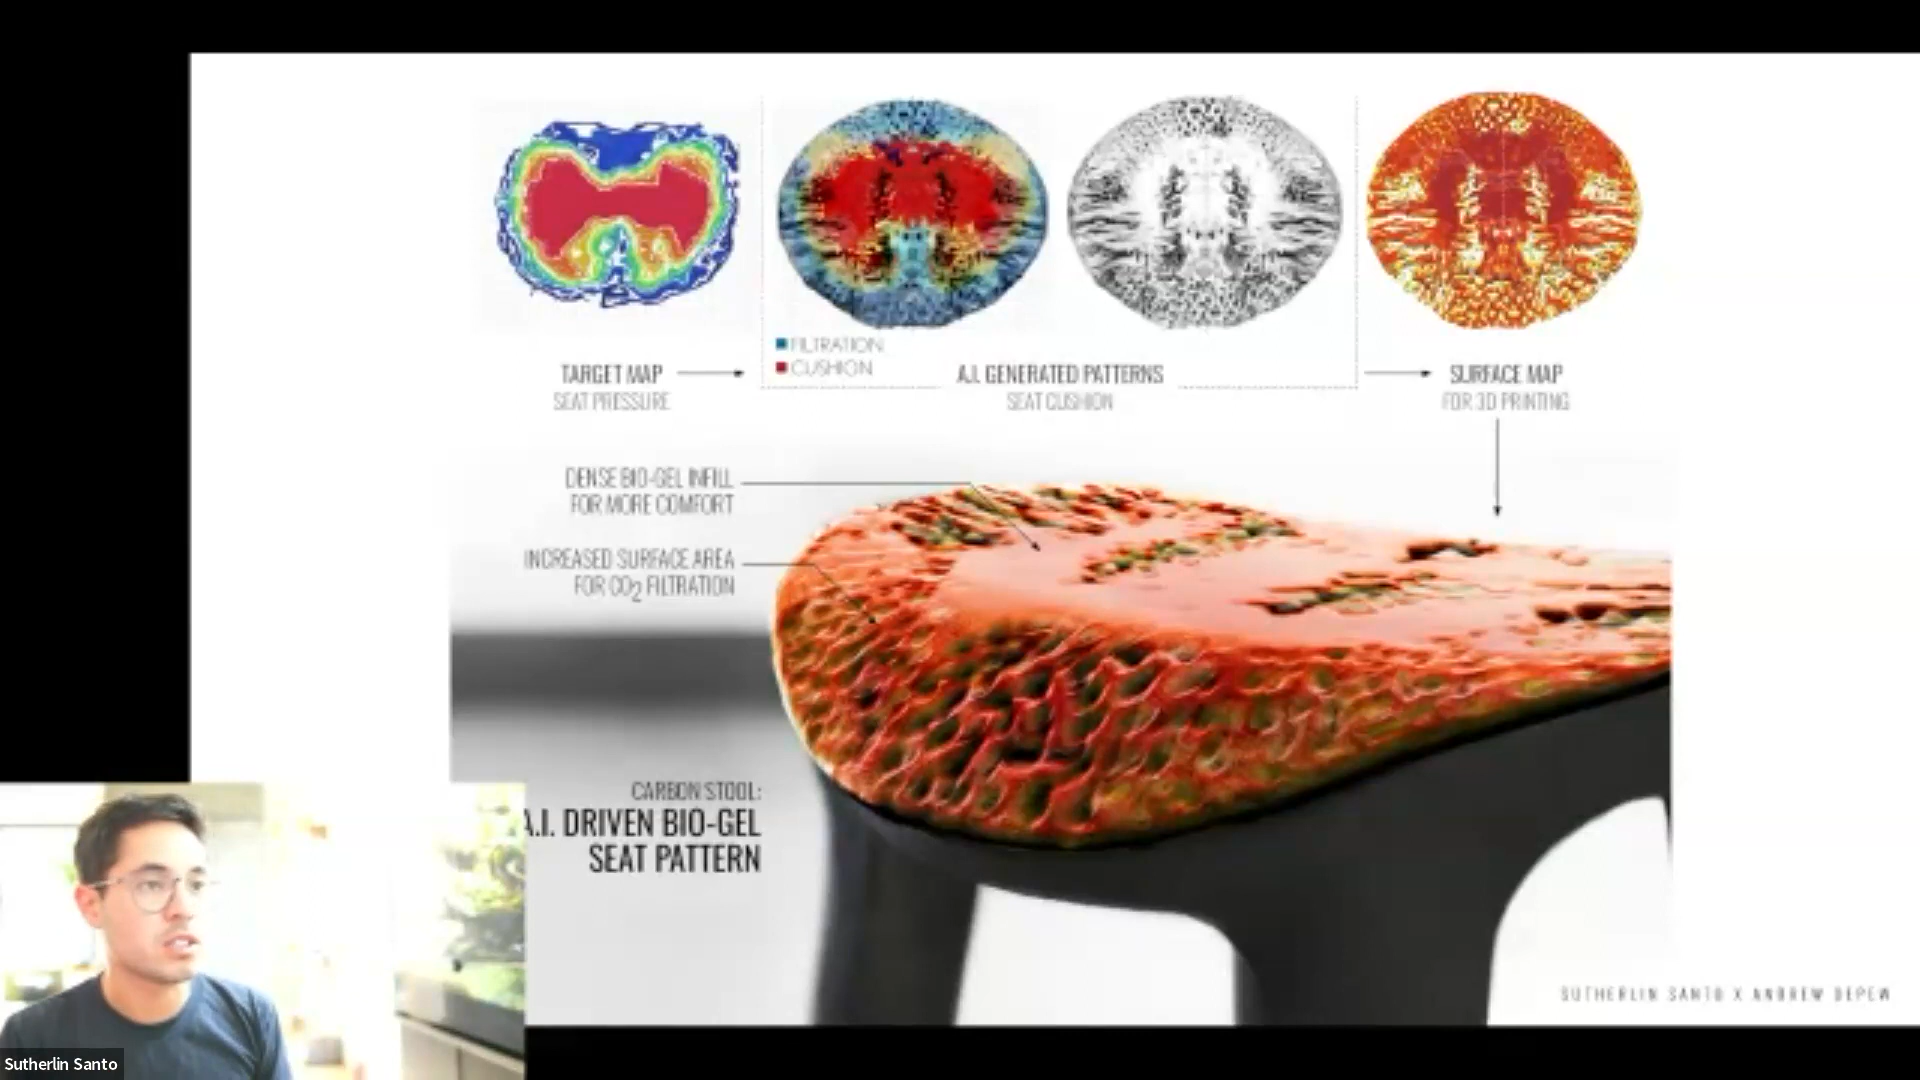 FILTRATION
CUSHION
TARGET MAP
SEAT PRESSURE
A.I. GENERATED PATTERNS
SEAT CUSHION
SURFACE MAP
FOR 3D PRINTING
DENSE BIO-GEL INFILL
FOR MORE COMFORT
INCREASED SURFACE AREA
FOR CO2 FILTRATION
CARBON STOOL:
A.I. DRIVEN BIO-GEL
SEAT PATTERN
SUTHERLIN SANTO X ANDREW DEPEW
Sutherlin Santo